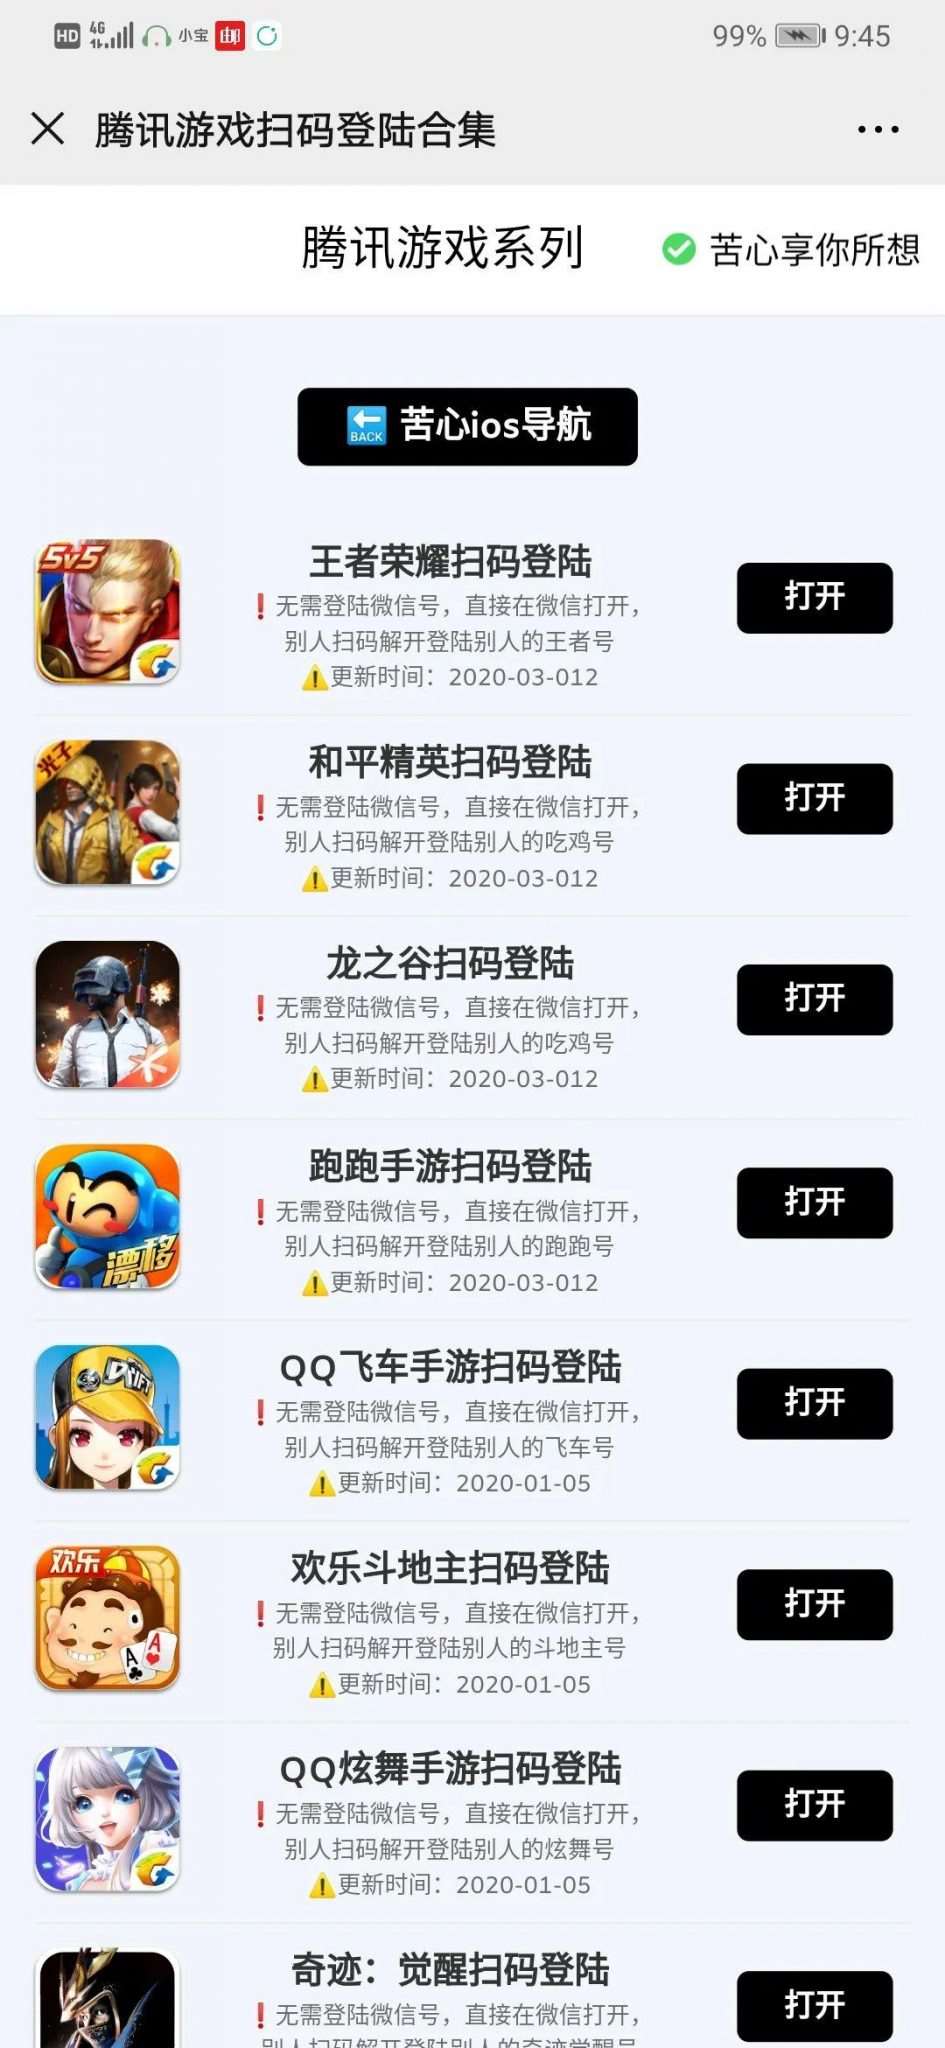 HD 4G 小宝 邮 99% 9:45
腾讯游戏扫码登陆合集
腾讯游戏系列
苦心享你所想
BACK 苦心ios导航
5v5
王者荣耀扫码登陆
❗无需登陆微信号，直接在微信打开，
别人扫码解开登陆别人的王者号
⚠️更新时间：2020-03-012
打开
光子
和平精英扫码登陆
❗无需登陆微信号，直接在微信打开，
别人扫码解开登陆别人的吃鸡号
⚠️更新时间：2020-03-012
打开
龙之谷扫码登陆
❗无需登陆微信号，直接在微信打开，
别人扫码解开登陆别人的吃鸡号
⚠️更新时间：2020-03-012
打开
漂移
跑跑手游扫码登陆
❗无需登陆微信号，直接在微信打开，
别人扫码解开登陆别人的跑跑号
⚠️更新时间：2020-03-012
打开
DRIFT
QQ飞车手游扫码登陆
❗无需登陆微信号，直接在微信打开，
别人扫码解开登陆别人的飞车号
⚠️更新时间：2020-01-05
打开
欢乐
A A
欢乐斗地主扫码登陆
❗无需登陆微信号，直接在微信打开，
别人扫码解开登陆别人的斗地主号
⚠️更新时间：2020-01-05
打开
QQ炫舞手游扫码登陆
❗无需登陆微信号，直接在微信打开，
别人扫码解开登陆别人的炫舞号
⚠️更新时间：2020-01-05
打开
奇迹：觉醒扫码登陆
❗无需登陆微信号，直接在微信打开，
别人扫码解开登陆别人的奇迹觉醒号
打开